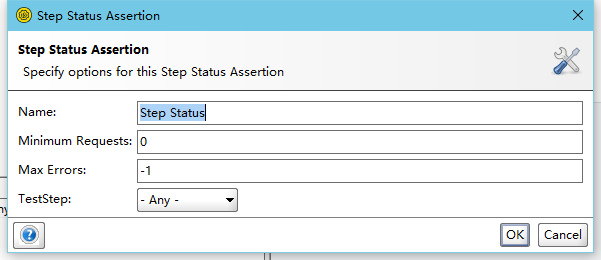 Step Status Assertion
Step Status Assertion
Specify options for this Step Status Assertion
Name: Step Status
Minimum Requests: 0
Max Errors: -1
TestStep: - Any -
OK Cancel